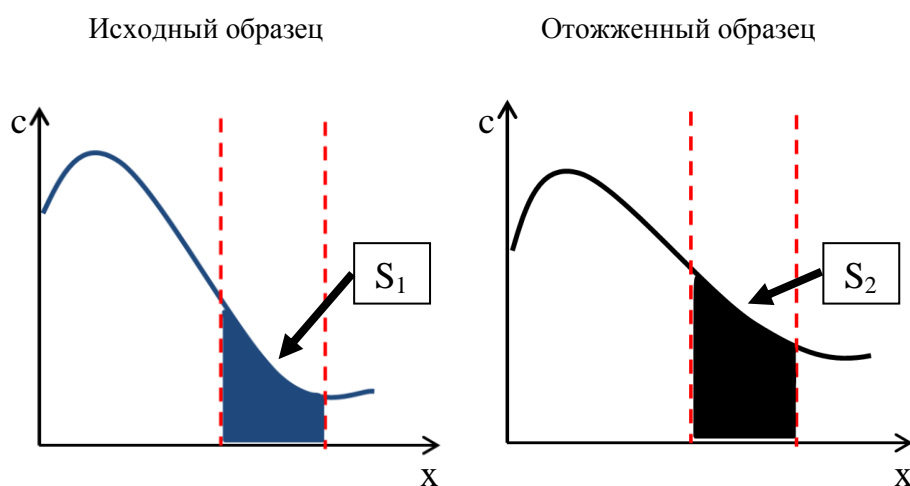 Исходный образец
Отожженный образец
c
S₁
x
c
S₂
x